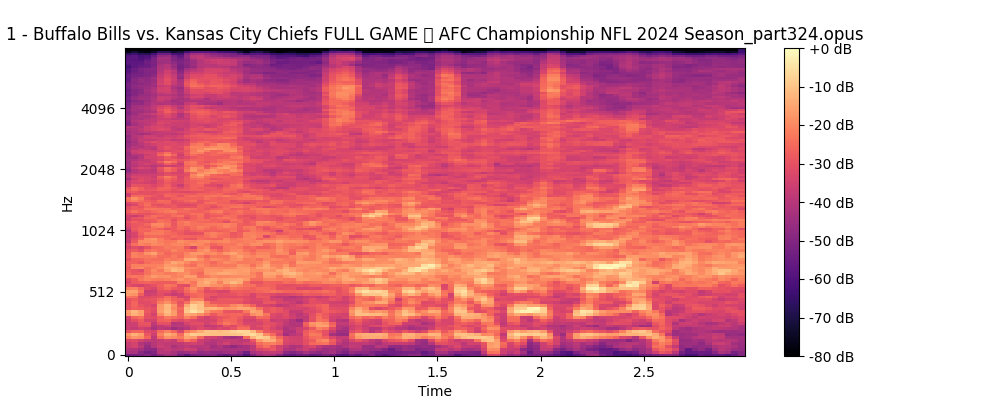 1 - Buffalo Bills vs. Kansas City Chiefs FULL GAME ▯ AFC Championship NFL 2024 Season_part324.opus
+0 dB
-10 dB
-20 dB
-30 dB
-40 dB
-50 dB
-60 dB
-70 dB
-80 dB
4096
2048
1024
512
0
Hz
0
0.5
1
1.5
2
2.5
Time